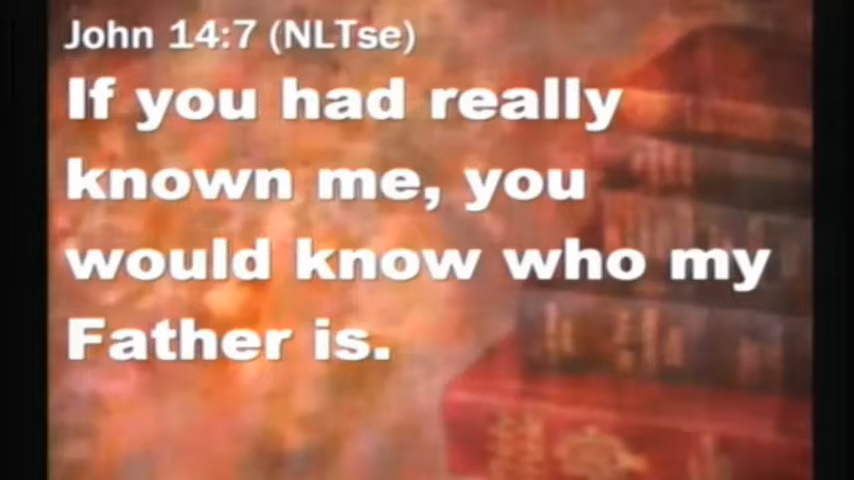 John 14:7 (NLTse)
If you had really
known me, you
would know who my
Father is.